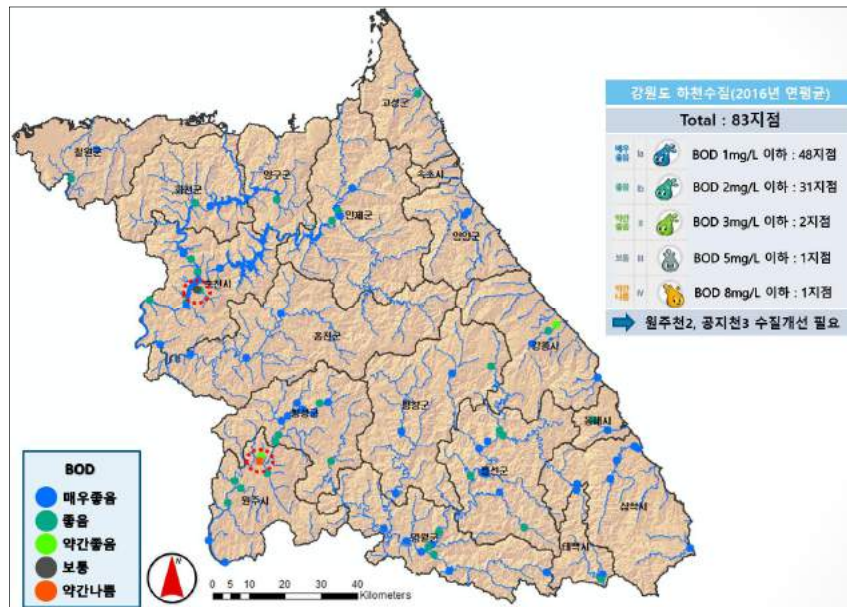 강원도 하천수질(2016년 연평균)
Total : 83지점
매우좋음 Ia BOD 1mg/L 이하 : 48지점
좋음 Ib BOD 2mg/L 이하 : 31지점
약간좋음 II BOD 3mg/L 이하 : 2지점
보통 III BOD 5mg/L 이하 : 1지점
약간나쁨 IV BOD 8mg/L 이하 : 1지점
원주천2, 공지천3 수질개선 필요
고성군
철원군
화천군
양구군
속초시
인제군
양양군
춘천시
홍천군
강릉시
횡성군
평창군
동해시
정선군
원주시
삼척시
영월군
태백시
BOD
매우좋음
좋음
약간좋음
보통
약간나쁨
N
0 5 10 20 30 40
Kilometers